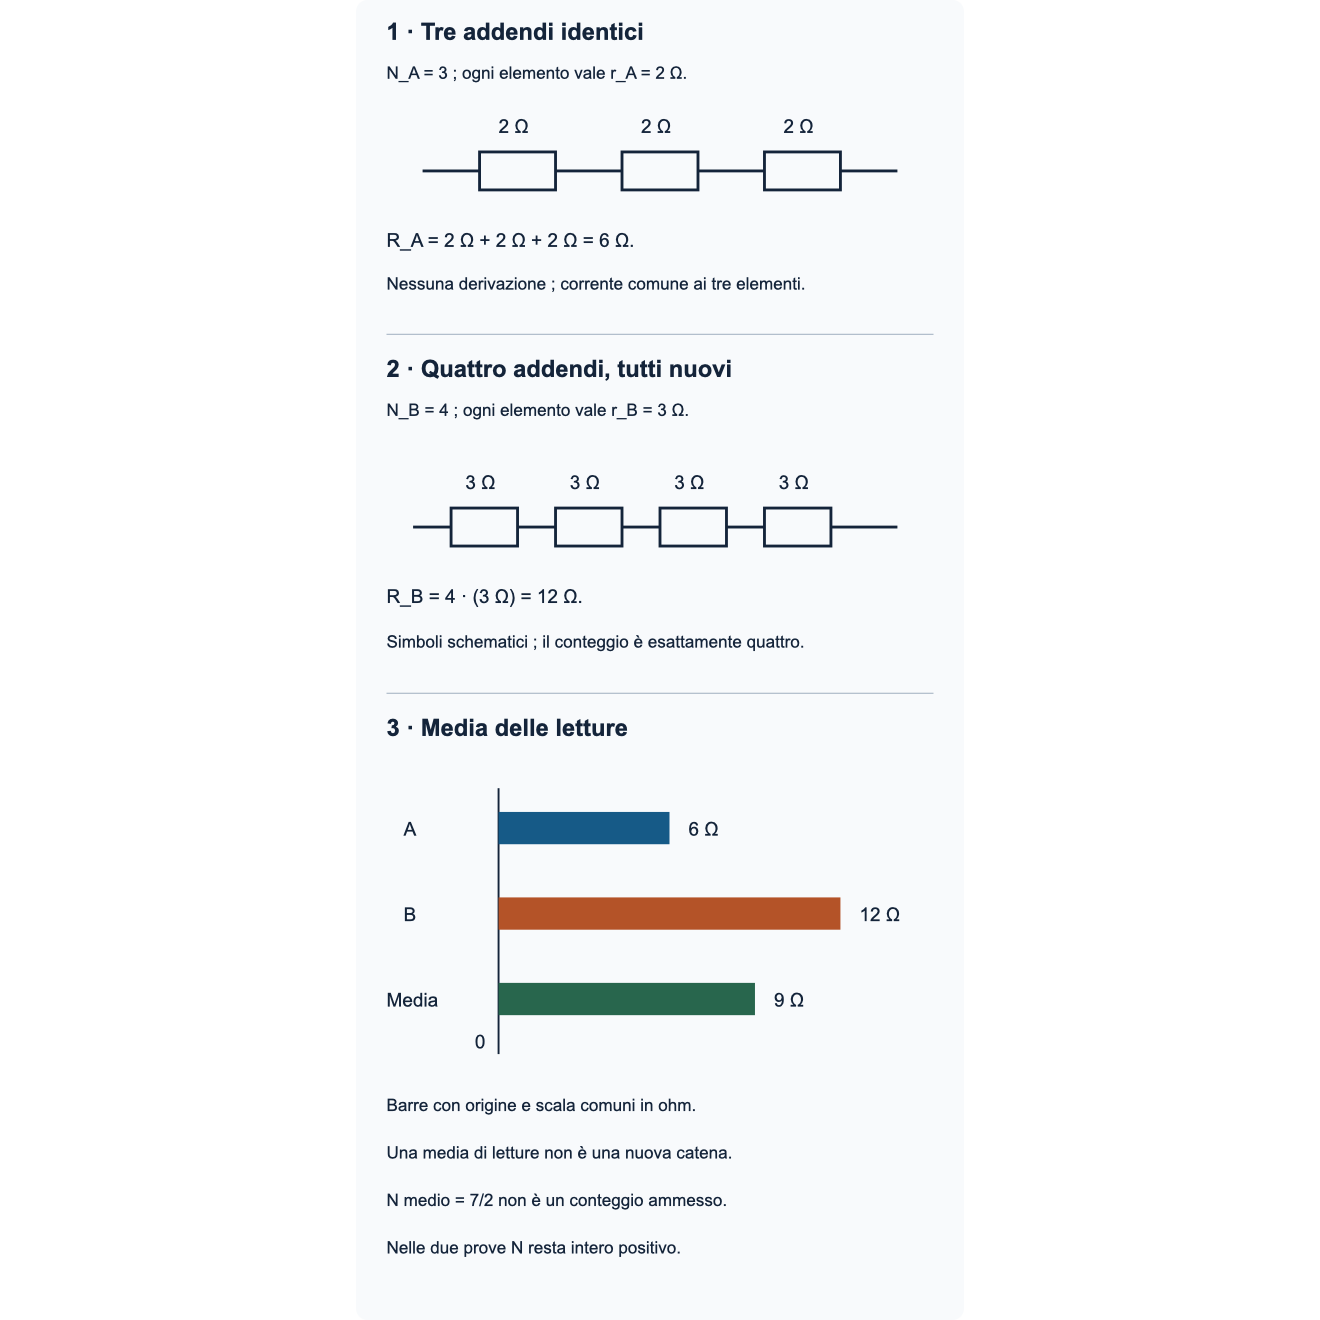 1 · Tre addendi identici
N_A = 3 ; ogni elemento vale r_A = 2 Ω.
2 Ω 2 Ω 2 Ω
R_A = 2 Ω + 2 Ω + 2 Ω = 6 Ω.
Nessuna derivazione ; corrente comune ai tre elementi.
2 · Quattro addendi, tutti nuovi
N_B = 4 ; ogni elemento vale r_B = 3 Ω.
3 Ω 3 Ω 3 Ω 3 Ω
R_B = 4 · (3 Ω) = 12 Ω.
Simboli schematici ; il conteggio è esattamente quattro.
3 · Media delle letture
A 6 Ω
B 12 Ω
Media 9 Ω
0
Barre con origine e scala comuni in ohm.
Una media di letture non è una nuova catena.
N medio = 7/2 non è un conteggio ammesso.
Nelle due prove N resta intero positivo.